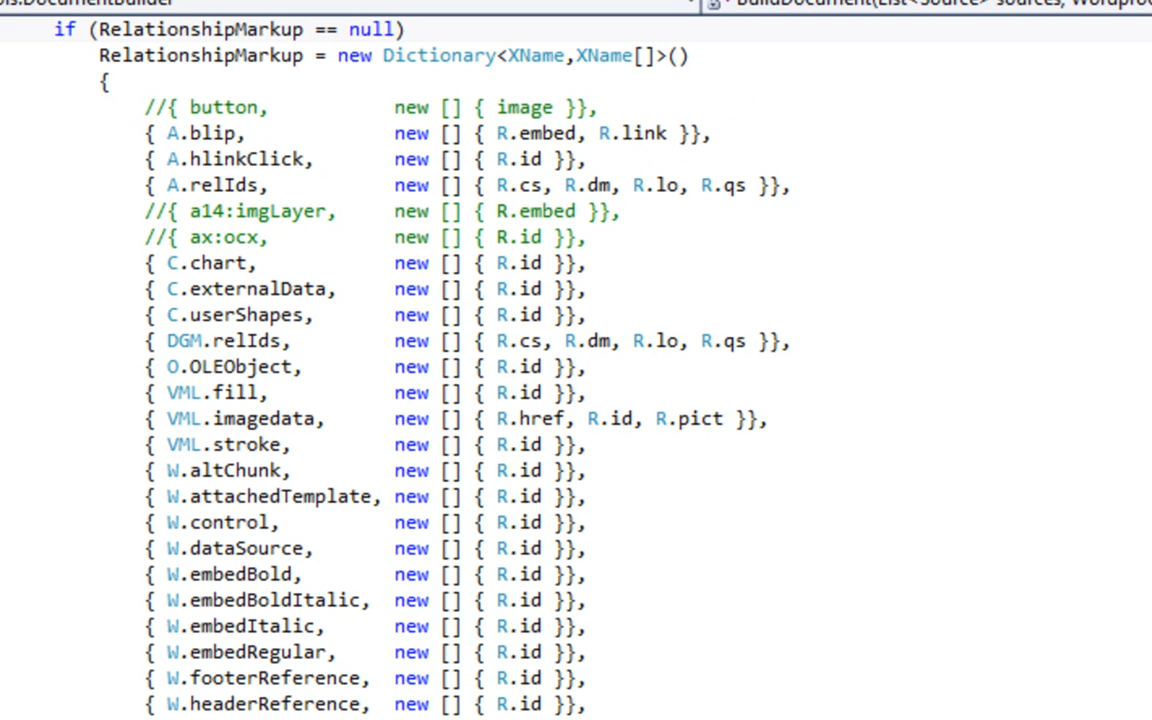 if (RelationshipMarkup == null)
RelationshipMarkup = new Dictionary<XName,XName[]>()
{
//{ button, new [] { image }},
{ A.blip, new [] { R.embed, R.link }},
{ A.hlinkClick, new [] { R.id }},
{ A.relIds, new [] { R.cs, R.dm, R.lo, R.qs }},
//{ a14:imgLayer, new [] { R.embed }},
//{ ax:ocx, new [] { R.id }},
{ C.chart, new [] { R.id }},
{ C.externalData, new [] { R.id }},
{ C.userShapes, new [] { R.id }},
{ DGM.relIds, new [] { R.cs, R.dm, R.lo, R.qs }},
{ O.OLEObject, new [] { R.id }},
{ VML.fill, new [] { R.id }},
{ VML.imagedata, new [] { R.href, R.id, R.pict }},
{ VML.stroke, new [] { R.id }},
{ W.altChunk, new [] { R.id }},
{ W.attachedTemplate, new [] { R.id }},
{ W.control, new [] { R.id }},
{ W.dataSource, new [] { R.id }},
{ W.embedBold, new [] { R.id }},
{ W.embedBoldItalic, new [] { R.id }},
{ W.embedItalic, new [] { R.id }},
{ W.embedRegular, new [] { R.id }},
{ W.footerReference, new [] { R.id }},
{ W.headerReference, new [] { R.id }},